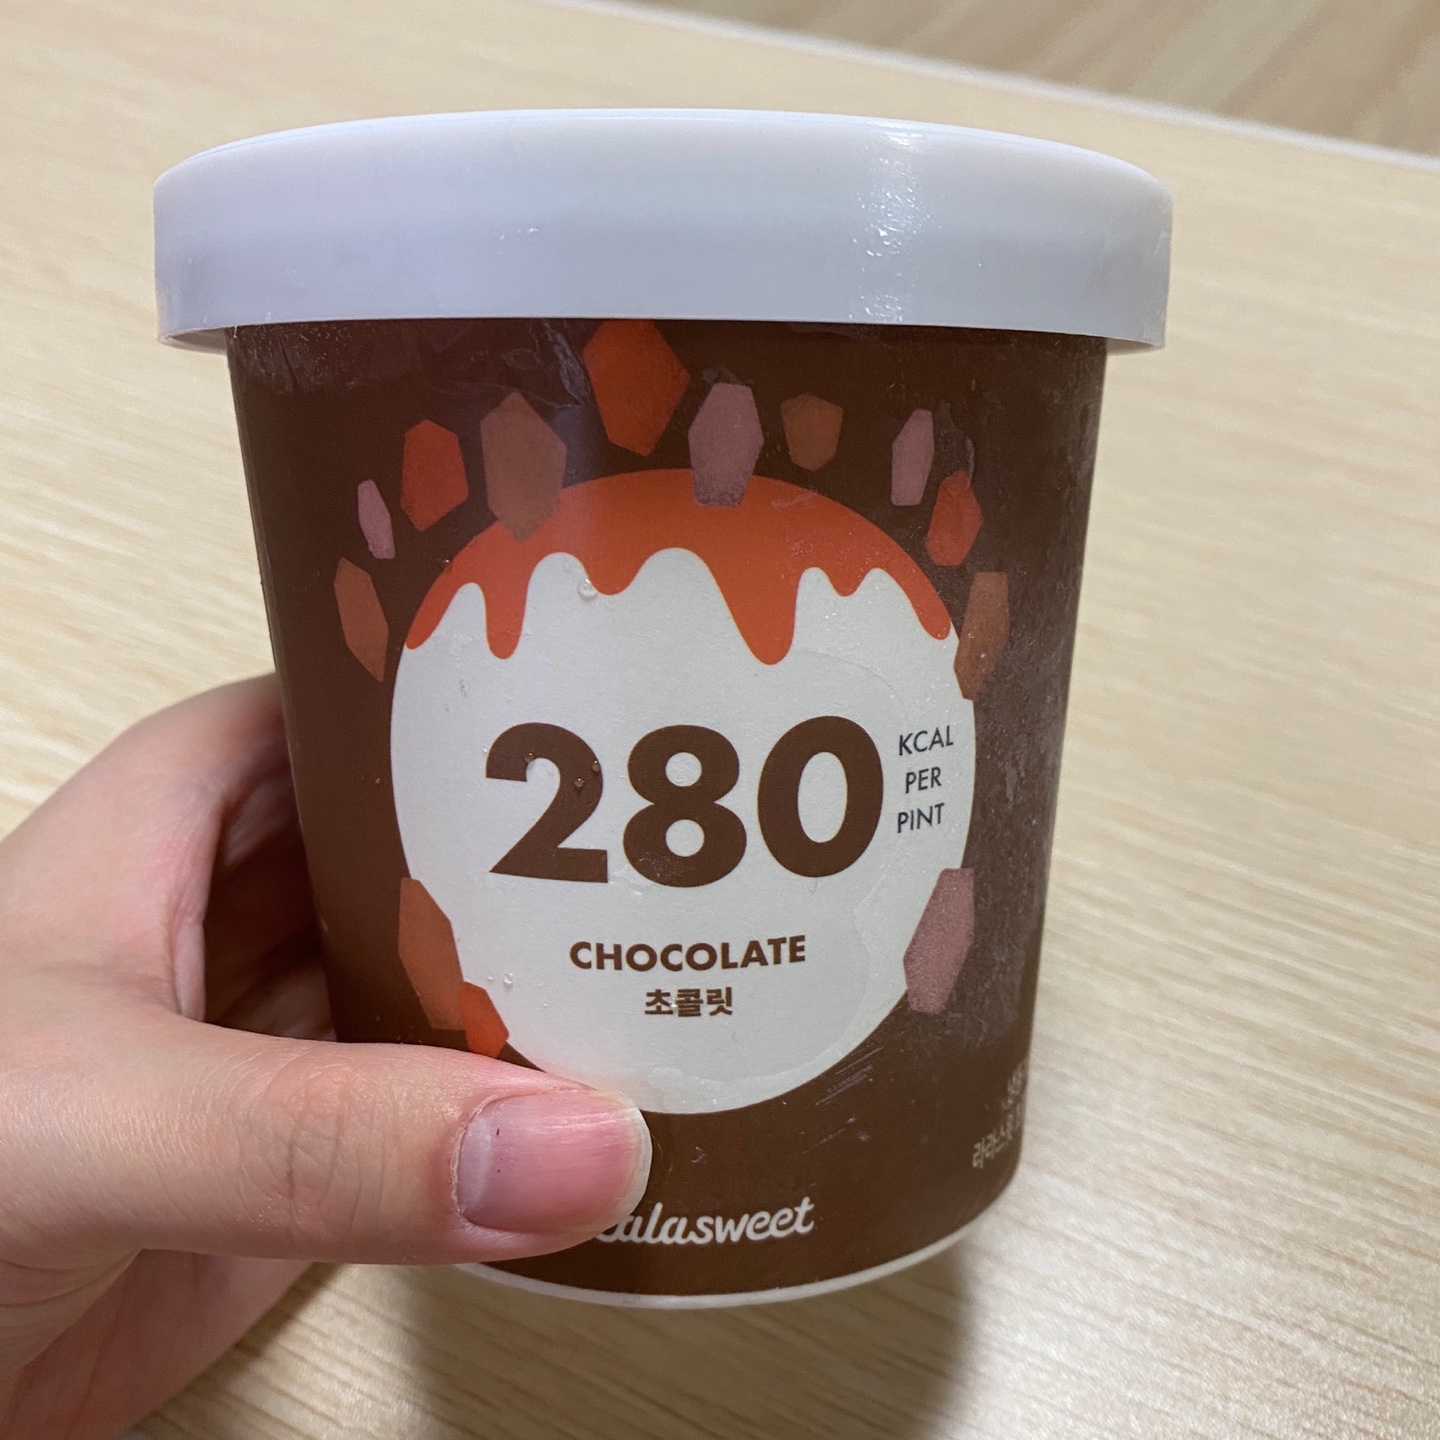 280
KCAL
PER
PINT
CHOCOLATE
초콜릿
alasweet